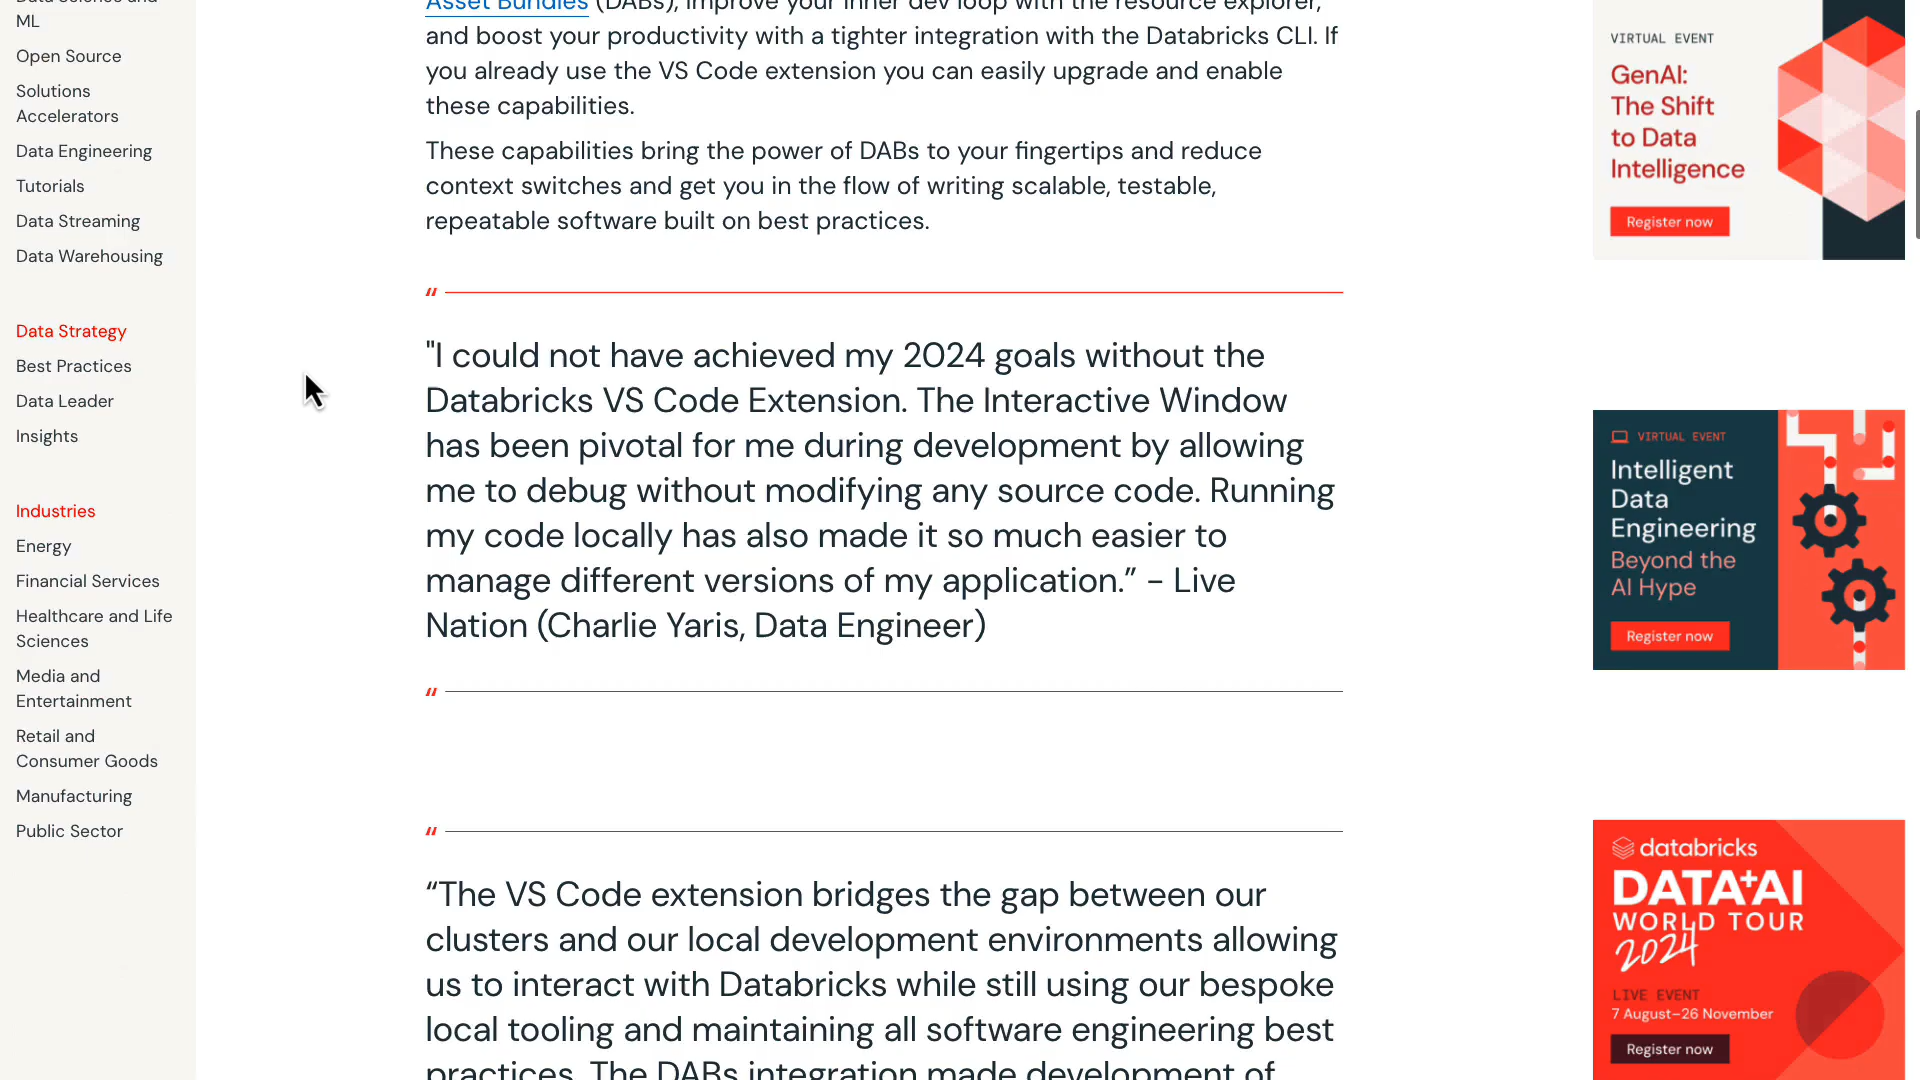 ML
Open Source
Solutions
Accelerators
Data Engineering
Tutorials
Data Streaming
Data Warehousing
Data Strategy
Best Practices
Data Leader
Insights
Industries
Energy
Financial Services
Healthcare and Life
Sciences
Media and
Entertainment
Retail and
Consumer Goods
Manufacturing
Public Sector
Asset Bundles (DABs), improve your inner dev loop with the resource explorer,
and boost your productivity with a tighter integration with the Databricks CLI. If
you already use the VS Code extension you can easily upgrade and enable
these capabilities.
These capabilities bring the power of DABs to your fingertips and reduce
context switches and get you in the flow of writing scalable, testable,
repeatable software built on best practices.
"I could not have achieved my 2024 goals without the
Databricks VS Code Extension. The Interactive Window
has been pivotal for me during development by allowing
me to debug without modifying any source code. Running
my code locally has also made it so much easier to
manage different versions of my application.” - Live
Nation (Charlie Yaris, Data Engineer)
“The VS Code extension bridges the gap between our
clusters and our local development environments allowing
us to interact with Databricks while still using our bespoke
local tooling and maintaining all software engineering best
practices. The DABs integration made development of
VIRTUAL EVENT
GenAI:
The Shift
to Data
Intelligence
Register now
VIRTUAL EVENT
Intelligent
Data
Engineering
Beyond the
AI Hype
Register now
databricks
DATA+AI
WORLD TOUR
2024
LIVE EVENT
7 August–26 November
Register now